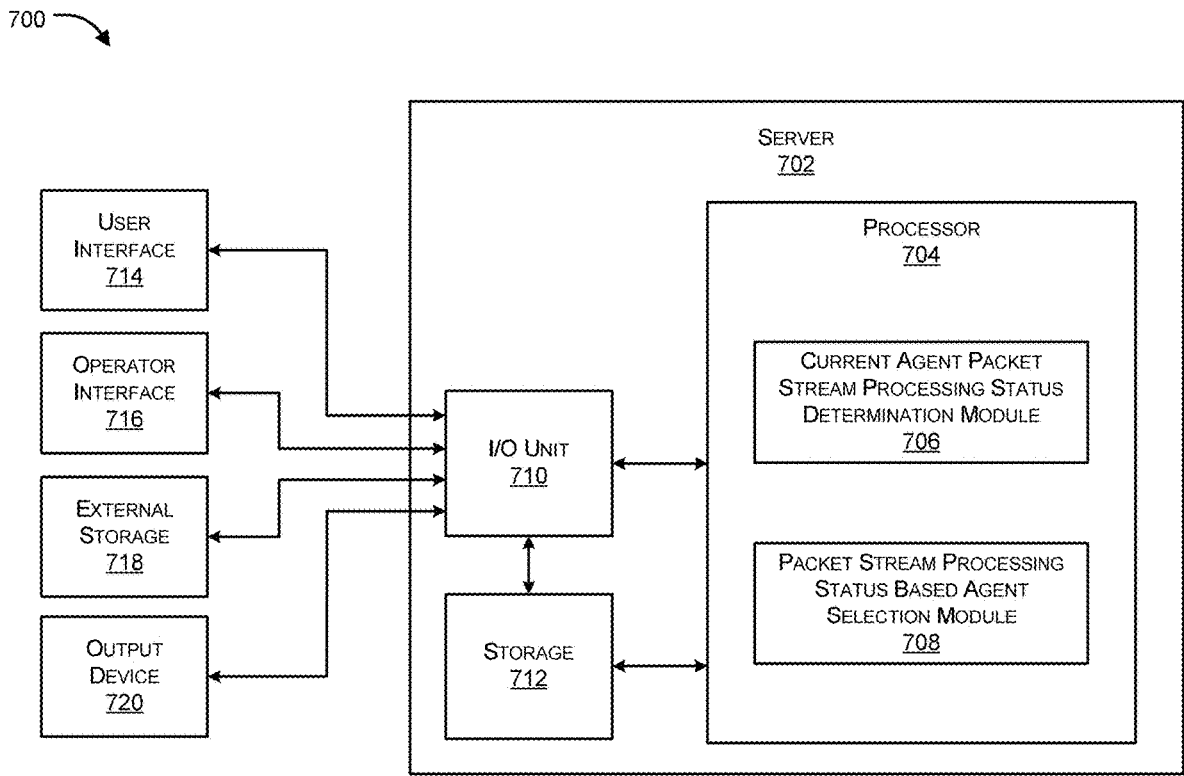 700
SERVER
702
USER
INTERFACE
714
OPERATOR
INTERFACE
716
EXTERNAL
STORAGE
718
OUTPUT
DEVICE
720
I/O UNIT
710
STORAGE
712
PROCESSOR
704
CURRENT AGENT PACKET
STREAM PROCESSING STATUS
DETERMINATION MODULE
706
PACKET STREAM PROCESSING
STATUS BASED AGENT
SELECTION MODULE
708